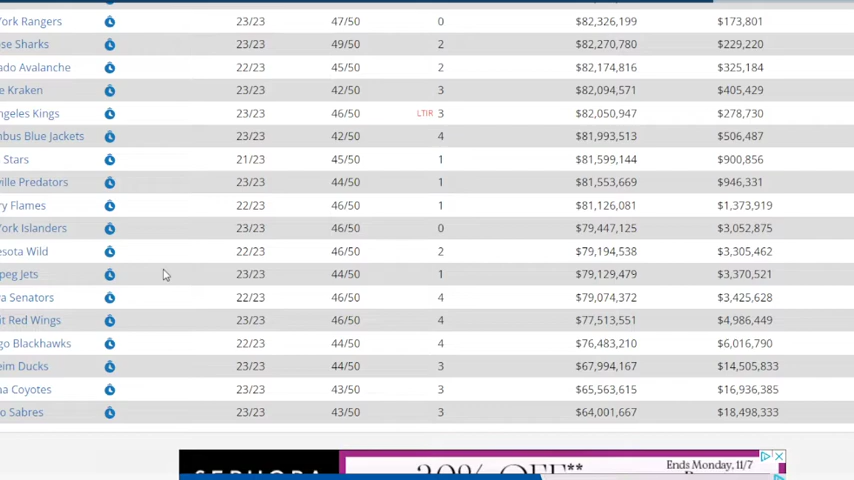 ork Rangers 23/23 47/50 0 $82,326,199 $173,801
se Sharks 23/23 49/50 2 $82,270,780 $229,220
ado Avalanche 22/23 45/50 2 $82,174,816 $325,184
e Kraken 23/23 42/50 3 $82,094,571 $405,429
ngeles Kings 23/23 46/50 LTIR 3 $82,050,947 $278,730
nbus Blue Jackets 23/23 42/50 4 $81,993,513 $506,487
Stars 21/23 45/50 1 $81,599,144 $900,856
ville Predators 23/23 44/50 1 $81,553,669 $946,331
ry Flames 22/23 46/50 1 $81,126,081 $1,373,919
ork Islanders 23/23 46/50 0 $79,447,125 $3,052,875
esota Wild 22/23 46/50 2 $79,194,538 $3,305,462
peg Jets 23/23 44/50 1 $79,129,479 $3,370,521
a Senators 22/23 46/50 4 $79,074,372 $3,425,628
it Red Wings 23/23 46/50 4 $77,513,551 $4,986,449
go Blackhawks 22/23 44/50 4 $76,483,210 $6,016,790
eim Ducks 23/23 44/50 3 $67,994,167 $14,505,833
na Coyotes 23/23 43/50 3 $65,563,615 $16,936,385
o Sabres 23/23 43/50 3 $64,001,667 $18,498,333
SEPHORA 20% OFF** Ends Monday, 11/7